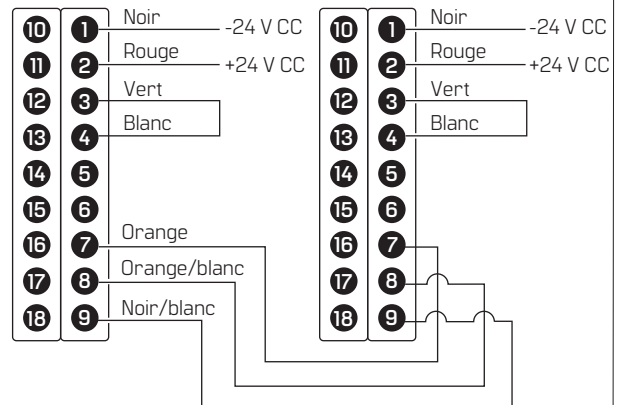 10 1 Noir -24 V CC
11 2 Rouge +24 V CC
12 3 Vert
13 4 Blanc
14 5
15 6
16 7 Orange
17 8 Orange/blanc
18 9 Noir/blanc
10 1 Noir -24 V CC
11 2 Rouge +24 V CC
12 3 Vert
13 4 Blanc
14 5
15 6
16 7
17 8
18 9